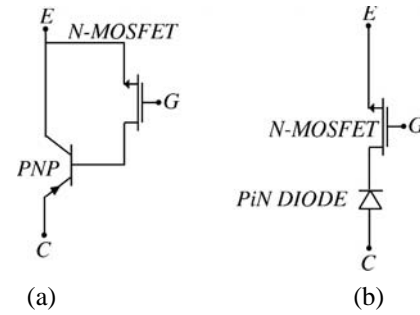 E
N-MOSFET
G
PNP
C
(a)
E
G
N-MOSFET
PiN DIODE
C
(b)